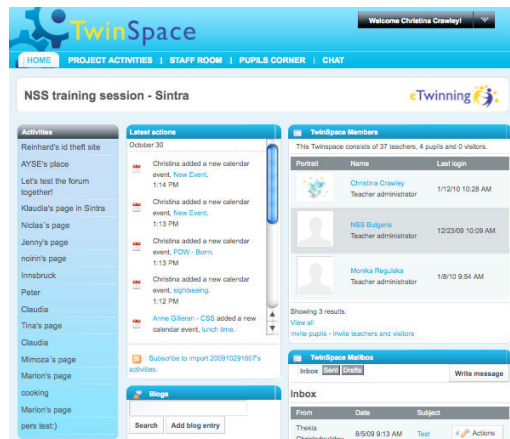 TwinSpace
Welcome Christina Crawley!
HOME PROJECT ACTIVITIES | STAFF ROOM | PUPILS CORNER | CHAT
NSS training session - Sintra
eTwinning
Activities
Reinhard's id theft site
AYSE's place
Let's test the forum
together!
Klaudia's page in Sintra
Niclas´s page
Jenny's page
noirin's page
Innsbruck
Peter
Claudia
Tina's page
Claudia
Mimoza´s page
Marion's page
cooking
Marion's page
pers test:)
Latest actions
October 30
Christina added a new calendar
event, New Event.
1:14 PM
Christina added a new calendar
event, New Event.
1:13 PM
Christina added a new calendar
event, PDW - Bonn.
1:13 PM
Christina added a new calendar
event, sightseeing.
1:12 PM
Anne Gilleran - CSS added a new
calendar event, lunch time.
Subscribe to import 200910291607's
activities.
Blogs
Search Add blog entry
TwinSpace Members
This Twinspace consists of 37 teachers, 4 pupils and 0 visitors.
Portrait Name Last login
Christina Crawley
Teacher administrator
1/12/10 10:28 AM
NSS Bulgaria
Teacher administrator
12/23/09 10:09 AM
Monika Regulska
Teacher administrator
1/8/10 9:54 AM
Showing 3 results.
View all
Invite pupils - Invite teachers and visitors
TwinSpace Mailbox
Inbox Sent Drafts
Write message
Inbox
From Date Subject
Thekla
8/5/09 9:13 AM Test Actions